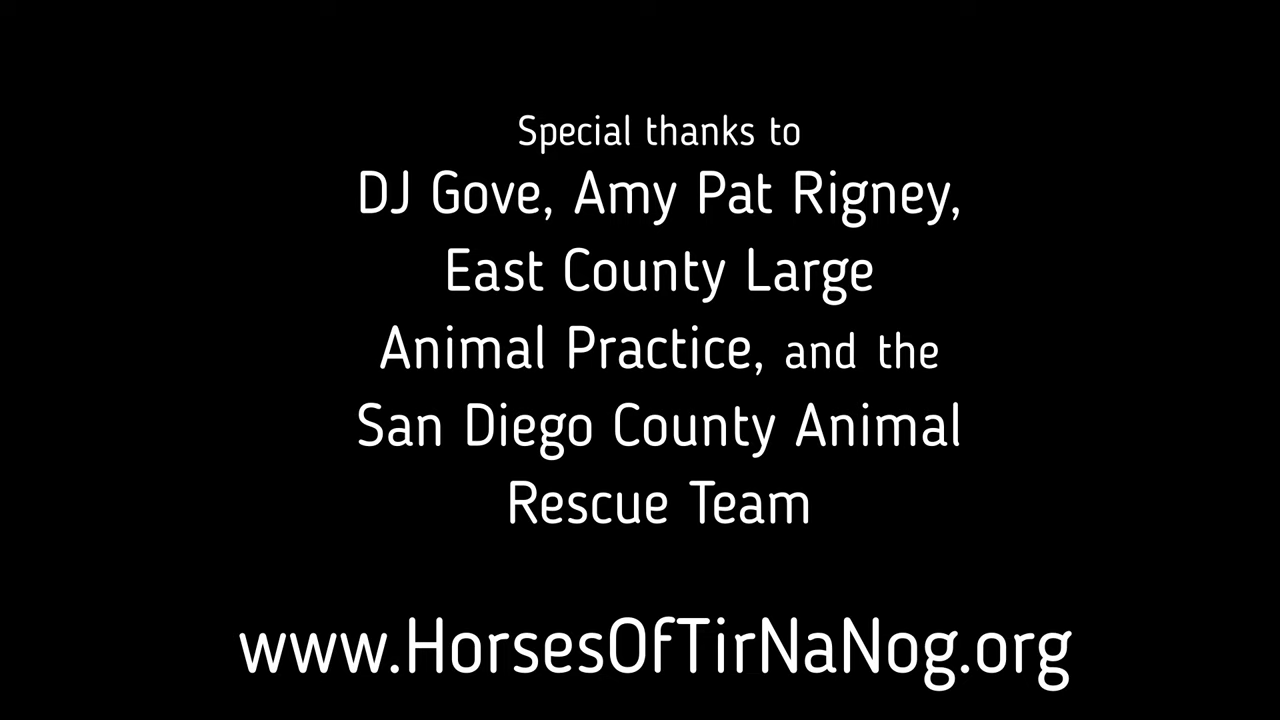 Special thanks to
DJ Gove, Amy Pat Rigney,
East County Large
Animal Practice, and the
San Diego County Animal
Rescue Team
www.HorsesOfTirNaNog.org